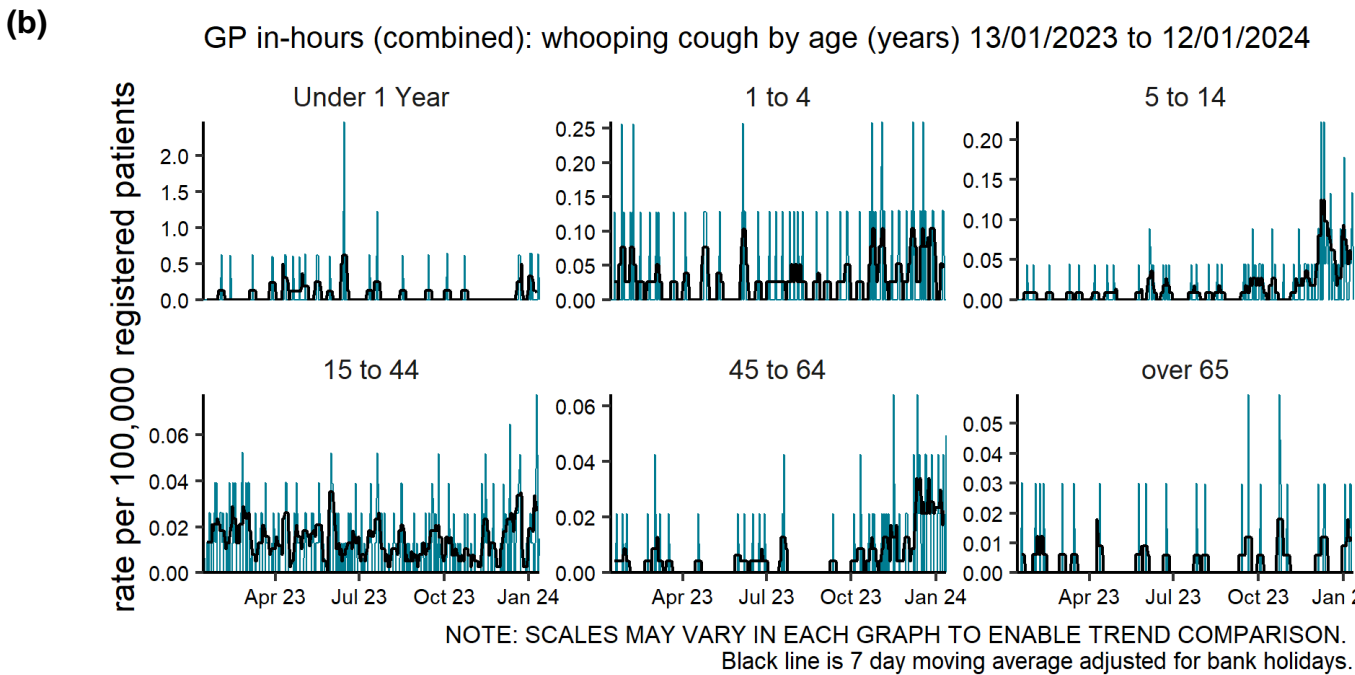 (b)
GP in-hours (combined): whooping cough by age (years) 13/01/2023 to 12/01/2024
rate per 100,000 registered patients
Under 1 Year
2.0
1.5
1.0
0.5
0.0
1 to 4
0.25
0.20
0.15
0.10
0.05
0.00
5 to 14
0.20
0.15
0.10
0.05
0.00
15 to 44
0.06
0.04
0.02
0.00
Apr 23 Jul 23 Oct 23 Jan 24
45 to 64
0.06
0.04
0.02
0.00
Apr 23 Jul 23 Oct 23 Jan 24
over 65
0.05
0.04
0.03
0.01
0.01
0.00
Apr 23 Jul 23 Oct 23 Jan 2
NOTE: SCALES MAY VARY IN EACH GRAPH TO ENABLE TREND COMPARISON.
Black line is 7 day moving average adjusted for bank holidays.